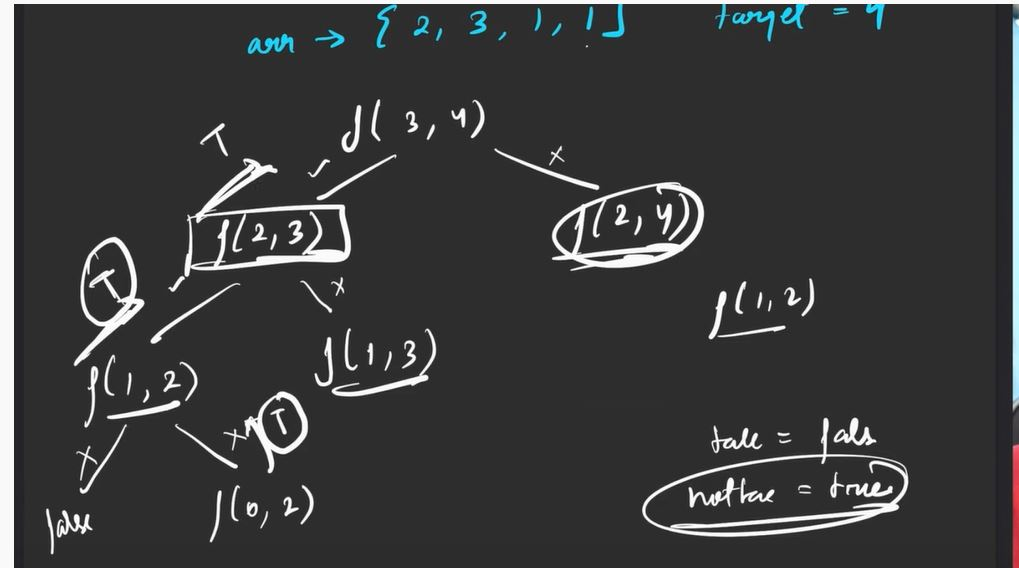 arr → { 2, 3, 1, 1 } target = 4
f( 3, 4)
T ✓ x
f(2, 3) f(2, 4)
T ✓ x
f(1, 2)
f(1, 3)
f(1, 2)
x x T
take = fals
nottake = true
false f(0, 2)